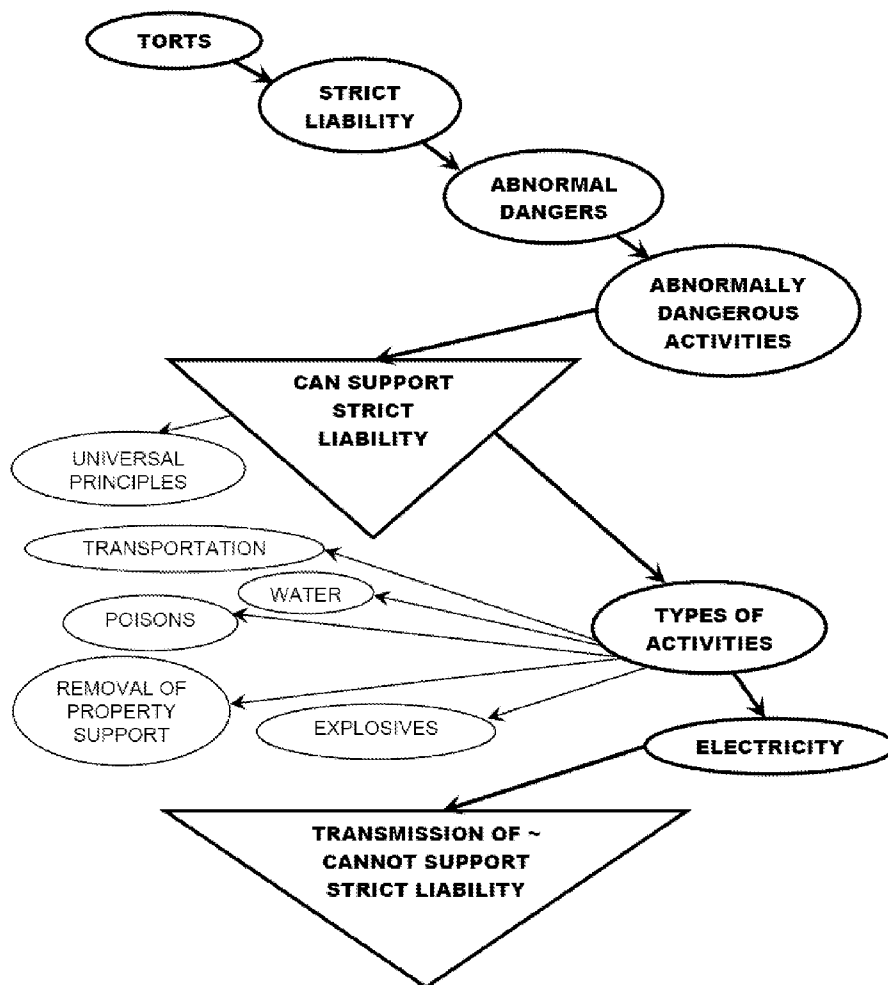 TORTS
STRICT
LIABILITY
ABNORMAL
DANGERS
ABNORMALLY
DANGEROUS
ACTIVITIES
CAN SUPPORT
STRICT
LIABILITY
UNIVERSAL
PRINCIPLES
TRANSPORTATION
WATER
POISONS
TYPES OF
ACTIVITIES
REMOVAL OF
PROPERTY
SUPPORT
EXPLOSIVES
ELECTRICITY
TRANSMISSION OF ~
CANNOT SUPPORT
STRICT LIABILITY